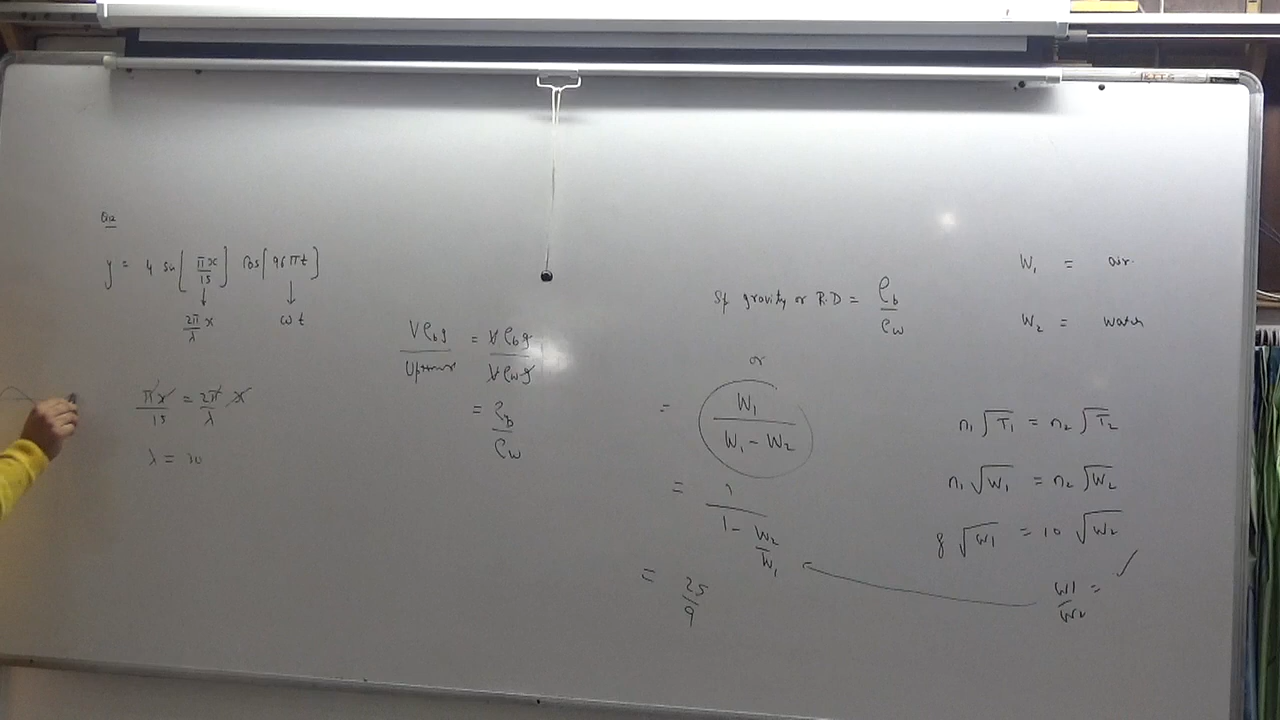 y = 4 sin[πx/15] cos[96πt]
↓ ↓
2π/λ x ωt
πx/15 = 2π/λ x
λ = 30
Vρbg/Upthrust = Vρbg/Vρwg
= ρb/ρw
Sp gravity or R.D = ρb/ρw
or
= W1/(W1 - W2)
= 1/(1 - W2/W1)
= 25/9
W1 = air
W2 = water
n1√T1 = n2√T2
n1√W1 = n2√W2
8√W1 = 10√W2
W1/W2 = ✓